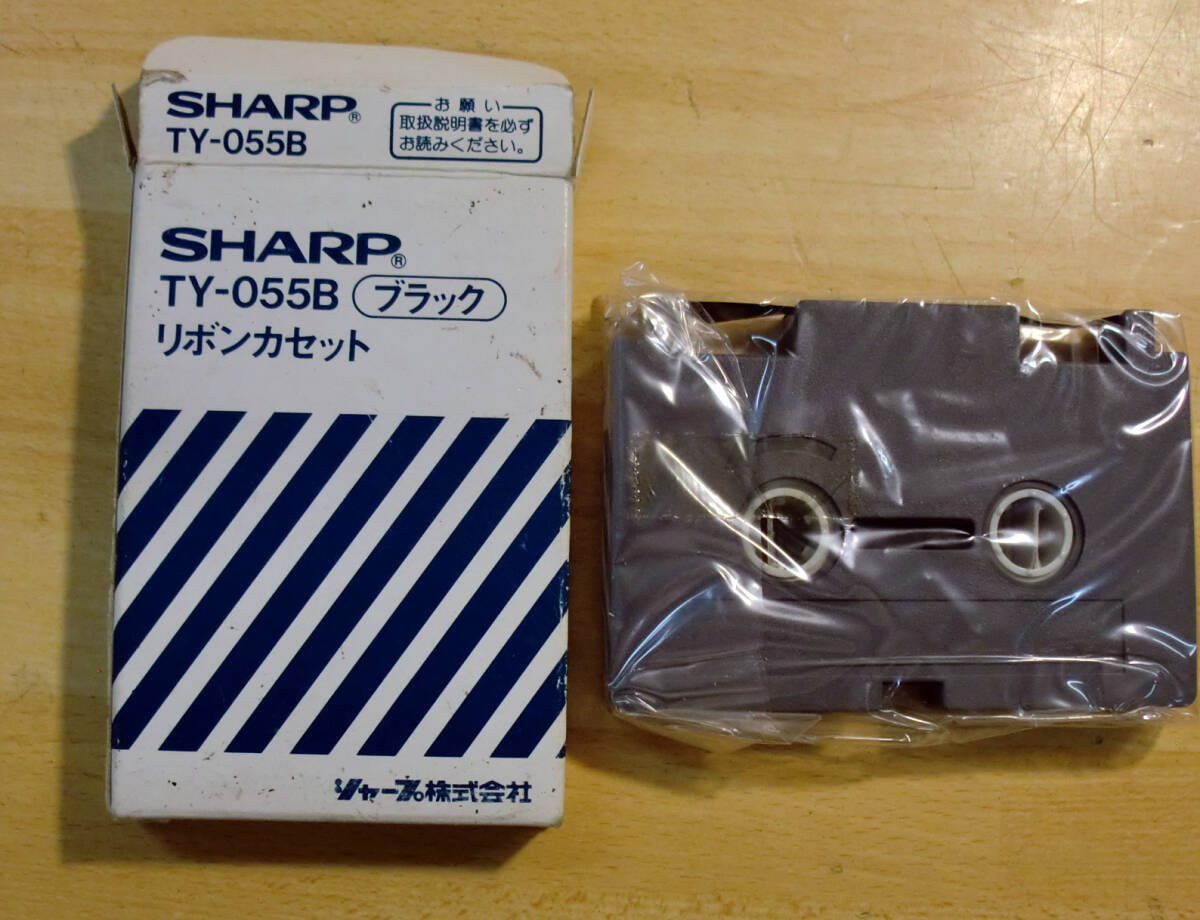 SHARP®
TY-055B
お願い
取扱説明書を必ず
お読みください。
SHARP®
TY-055B ブラック
リボンカセット
シャープ株式会社